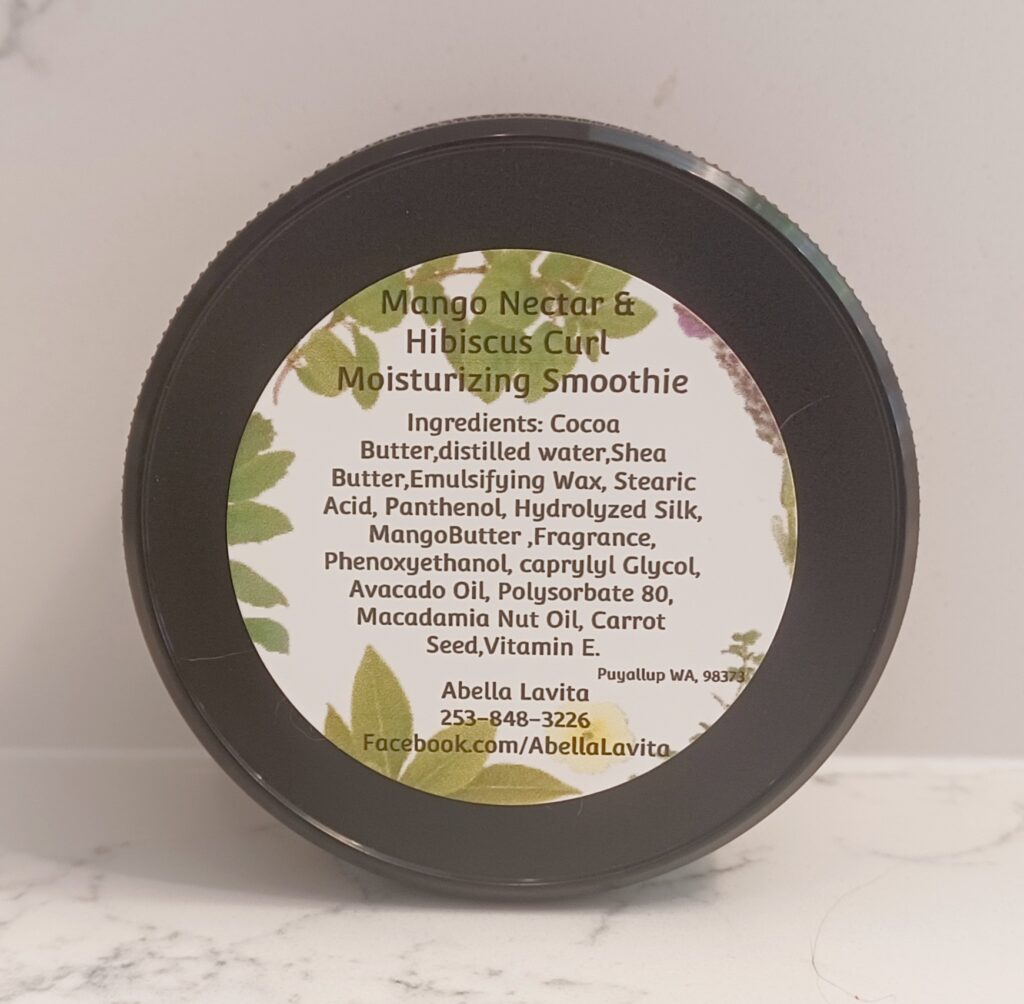 Mango Nectar &
Hibiscus Curl
Moisturizing Smoothie
Ingredients: Cocoa
Butter,distilled water,Shea
Butter,Emulsifying Wax, Stearic
Acid, Panthenol, Hydrolyzed Silk,
MangoButter ,Fragrance,
Phenoxyethanol, caprylyl Glycol,
Avacado Oil, Polysorbate 80,
Macadamia Nut Oil, Carrot
Seed,Vitamin E.
Puyallup WA, 98373
Abella Lavita
253-848-3226
Facebook.com/AbellaLavita